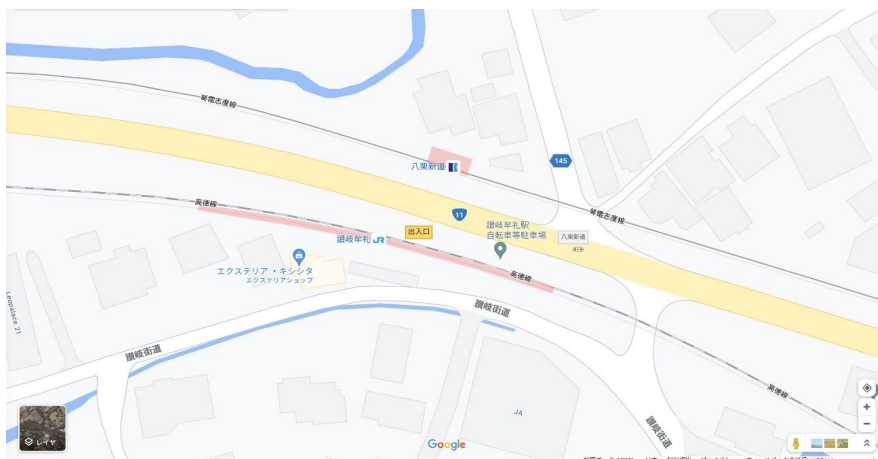 琴電志度線
145
八栗新道
高徳線
11
琴電志度線
讃岐牟礼
JR
出入口
讃岐牟礼駅
自転車等駐車場
八栗新道
エクステリア・キシシタ
エクステリアショップ
高徳線
Leopalace 21
讃岐街道
讃岐街道
高徳線
JA
讃岐街道
レイヤ
Google